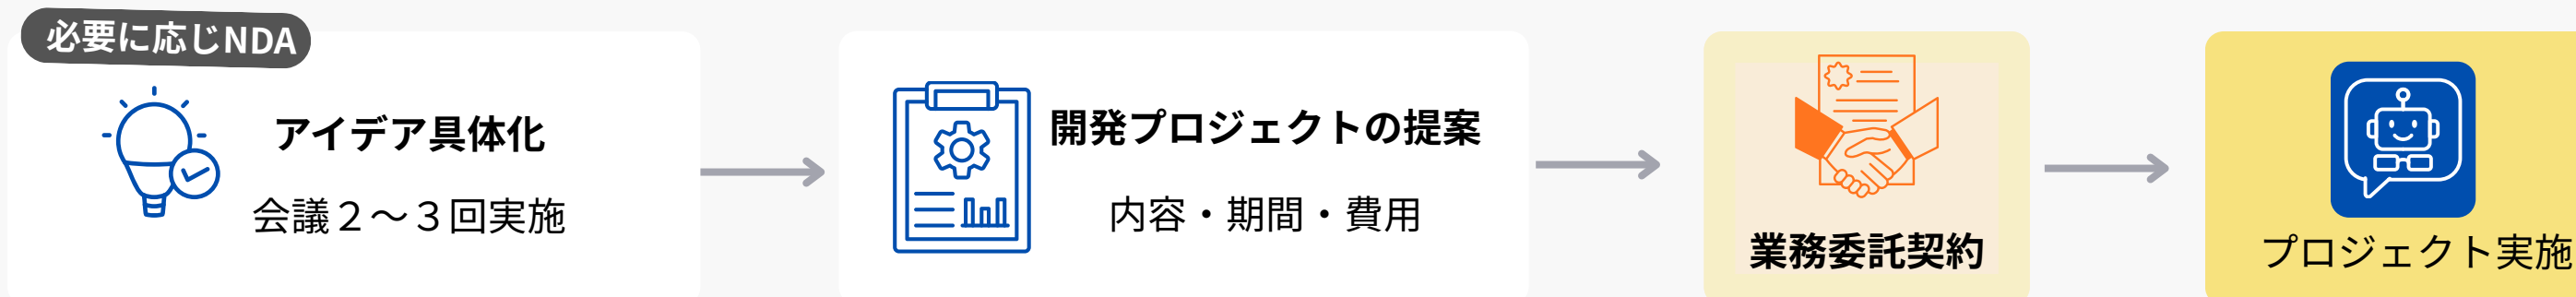 必要に応じNDA
アイデア具体化
会議２～３回実施
開発プロジェクトの提案
内容・期間・費用
業務委託契約
プロジェクト実施